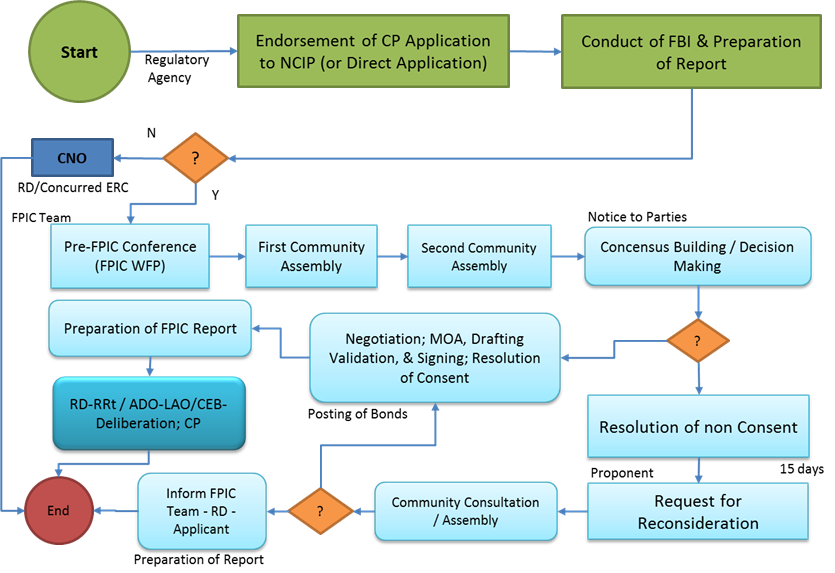 Start
Regulatory
Agency
Endorsement of CP Application
to NCIP (or Direct Application)
Conduct of FBI & Preparation
of Report
N
?
CNO
RD/Concurred ERC
Y
FPIC Team
Pre-FPIC Conference
(FPIC WFP)
First Community
Assembly
Second Community
Assembly
Notice to Parties
Concensus Building / Decision
Making
Preparation of FPIC Report
Negotiation; MOA, Drafting
Validation, & Signing; Resolution
of Consent
?
RD-RRt / ADO-LAO/CEB-
Deliberation; CP
Posting of Bonds
Resolution of non Consent
Proponent
15 days
End
Inform FPIC
Team - RD -
Applicant
?
Community Consultation
/ Assembly
Request for
Reconsideration
Preparation of Report